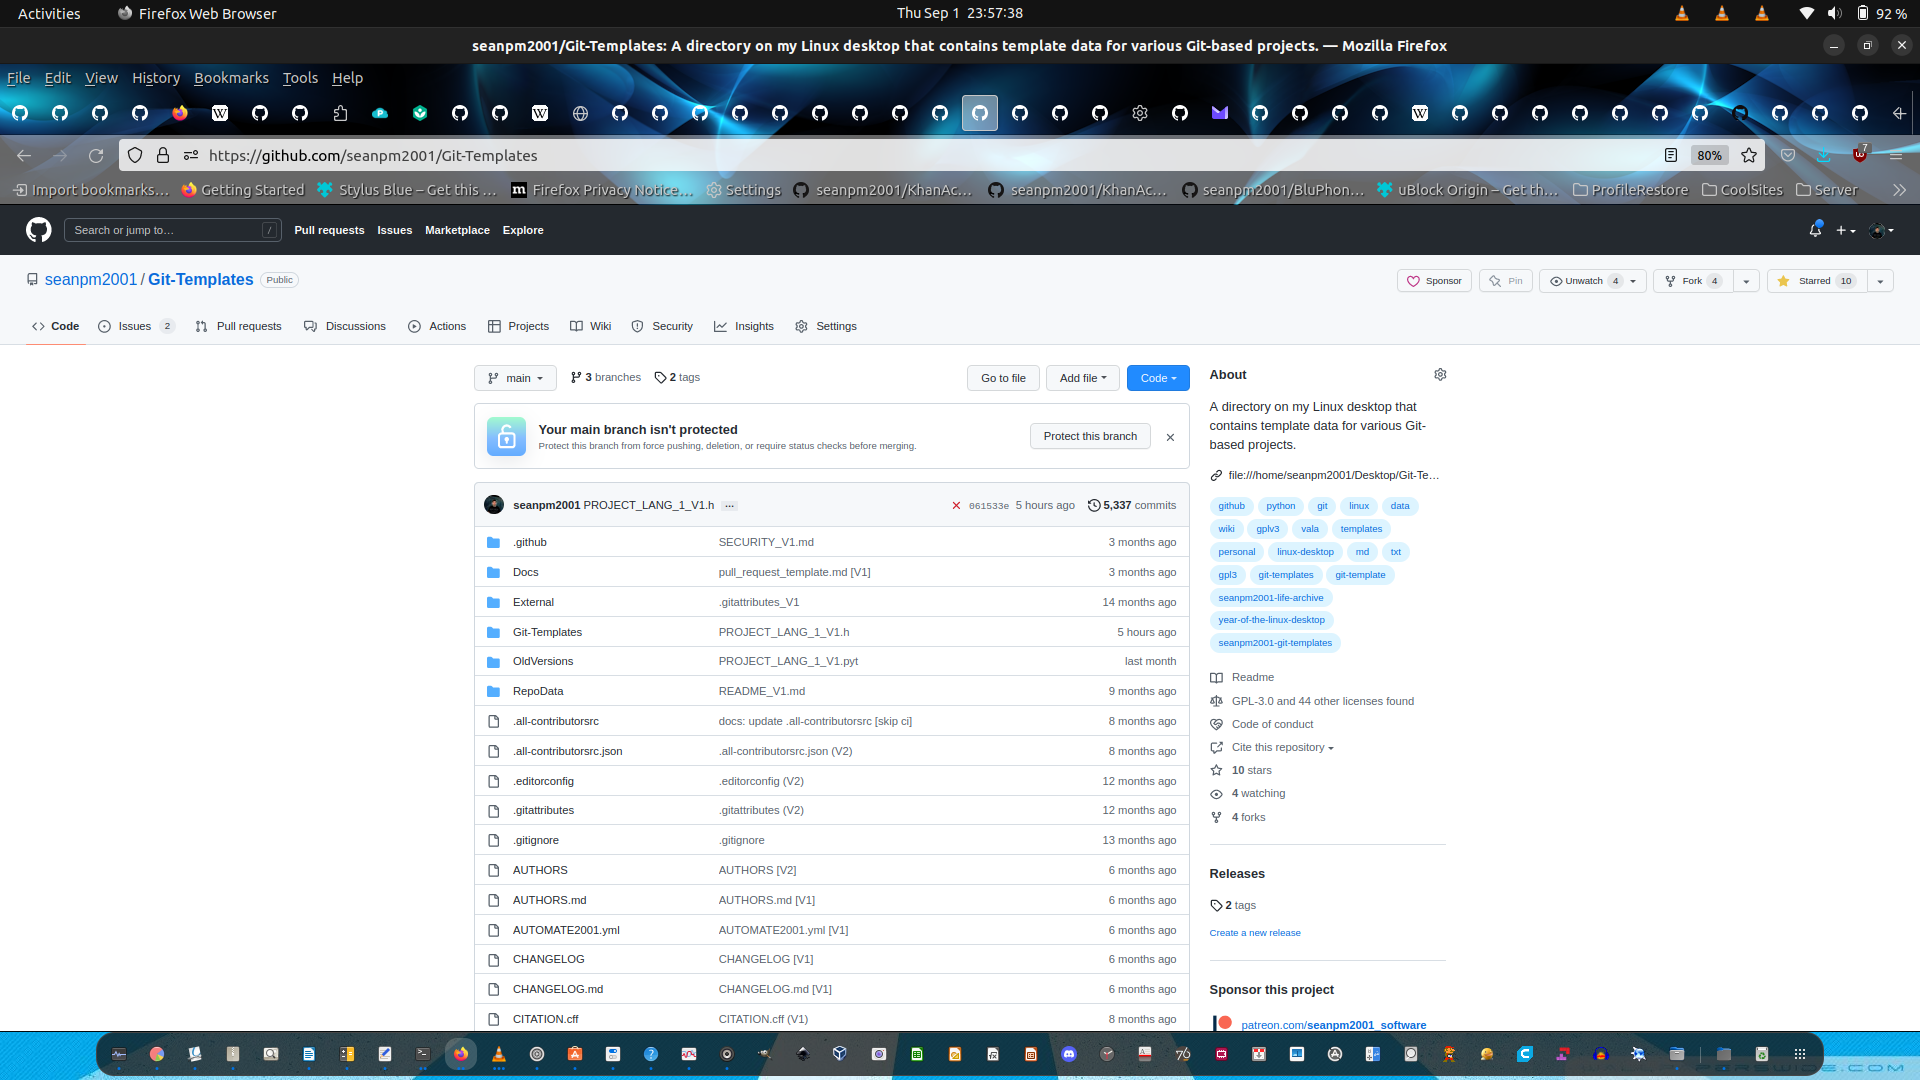 Activities Firefox Web Browser Thu Sep 1 23:57:38 92 %
seanpm2001/Git-Templates: A directory on my Linux desktop that contains template data for various Git-based projects. — Mozilla Firefox
File Edit View History Bookmarks Tools Help
https://github.com/seanpm2001/Git-Templates 80% 7
Import bookmarks… Getting Started Stylus Blue – Get this … Firefox Privacy Notice… Settings seanpm2001/KhanAc… seanpm2001/KhanAc… seanpm2001/BluPhon… uBlock Origin – Get th… ProfileRestore CoolSites Server
Search or jump to… / Pull requests Issues Marketplace Explore
seanpm2001 / Git-Templates Public Sponsor Pin Unwatch 4 Fork 4 Starred 10
Code Issues 2 Pull requests Discussions Actions Projects Wiki Security Insights Settings
main 3 branches 2 tags Go to file Add file Code
Your main branch isn't protected
Protect this branch from force pushing, deletion, or require status checks before merging.
Protect this branch
seanpm2001 PROJECT_LANG_1_V1.h … 061533e 5 hours ago 5,337 commits
.github SECURITY_V1.md 3 months ago
Docs pull_request_template.md [V1] 3 months ago
External .gitattributes_V1 14 months ago
Git-Templates PROJECT_LANG_1_V1.h 5 hours ago
OldVersions PROJECT_LANG_1_V1.pyt last month
RepoData README_V1.md 9 months ago
.all-contributorsrc docs: update .all-contributorsrc [skip ci] 8 months ago
.all-contributorsrc.json .all-contributorsrc.json (V2) 8 months ago
.editorconfig .editorconfig (V2) 12 months ago
.gitattributes .gitattributes (V2) 12 months ago
.gitignore .gitignore 13 months ago
AUTHORS AUTHORS [V2] 6 months ago
AUTHORS.md AUTHORS.md [V1] 6 months ago
AUTOMATE2001.yml AUTOMATE2001.yml [V1] 6 months ago
CHANGELOG CHANGELOG [V1] 6 months ago
CHANGELOG.md CHANGELOG.md [V1] 6 months ago
CITATION.cff CITATION.cff (V1) 8 months ago
About
A directory on my Linux desktop that
contains template data for various Git-
based projects.
file:///home/seanpm2001/Desktop/Git-Te…
github python git linux data
wiki gplv3 vala templates
personal linux-desktop md txt
gpl3 git-templates git-template
seanpm2001-life-archive
year-of-the-linux-desktop
seanpm2001-git-templates
Readme
GPL-3.0 and 44 other licenses found
Code of conduct
Cite this repository
10 stars
4 watching
4 forks
Releases
2 tags
Create a new release
Sponsor this project
patreon.com/seanpm2001_software